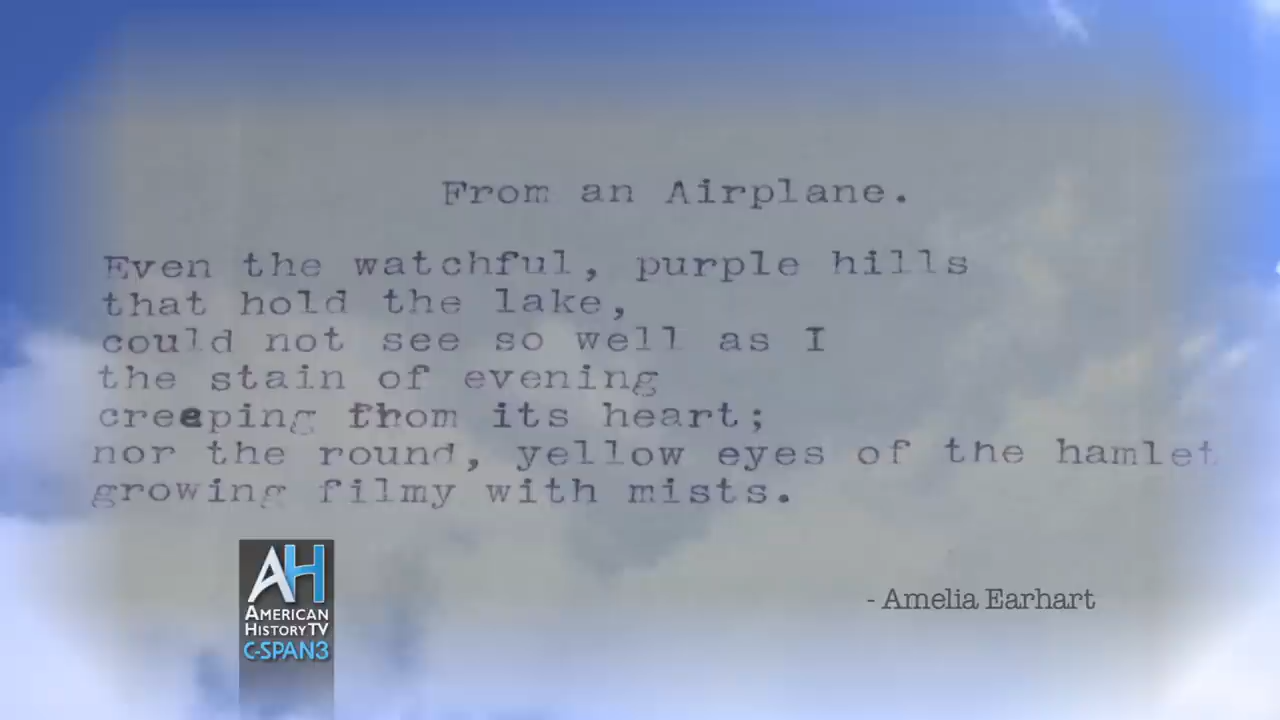 From an Airplane.
Even the watchful, purple hills
that hold the lake,
could not see so well as I
the stain of evening
creeping from its heart;
nor the round, yellow eyes of the hamlet
growing filmy with mists.
- Amelia Earhart
AH
AMERICAN
HISTORY TV
C-SPAN3